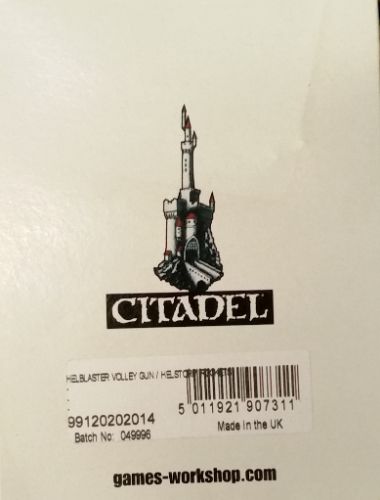 CITADEL
HELBLASTER VOLLEY GUN / HELSTORM ROCKET
99120202014
Batch No: 049996
5 011921 907311
Made in the UK
games-workshop.com